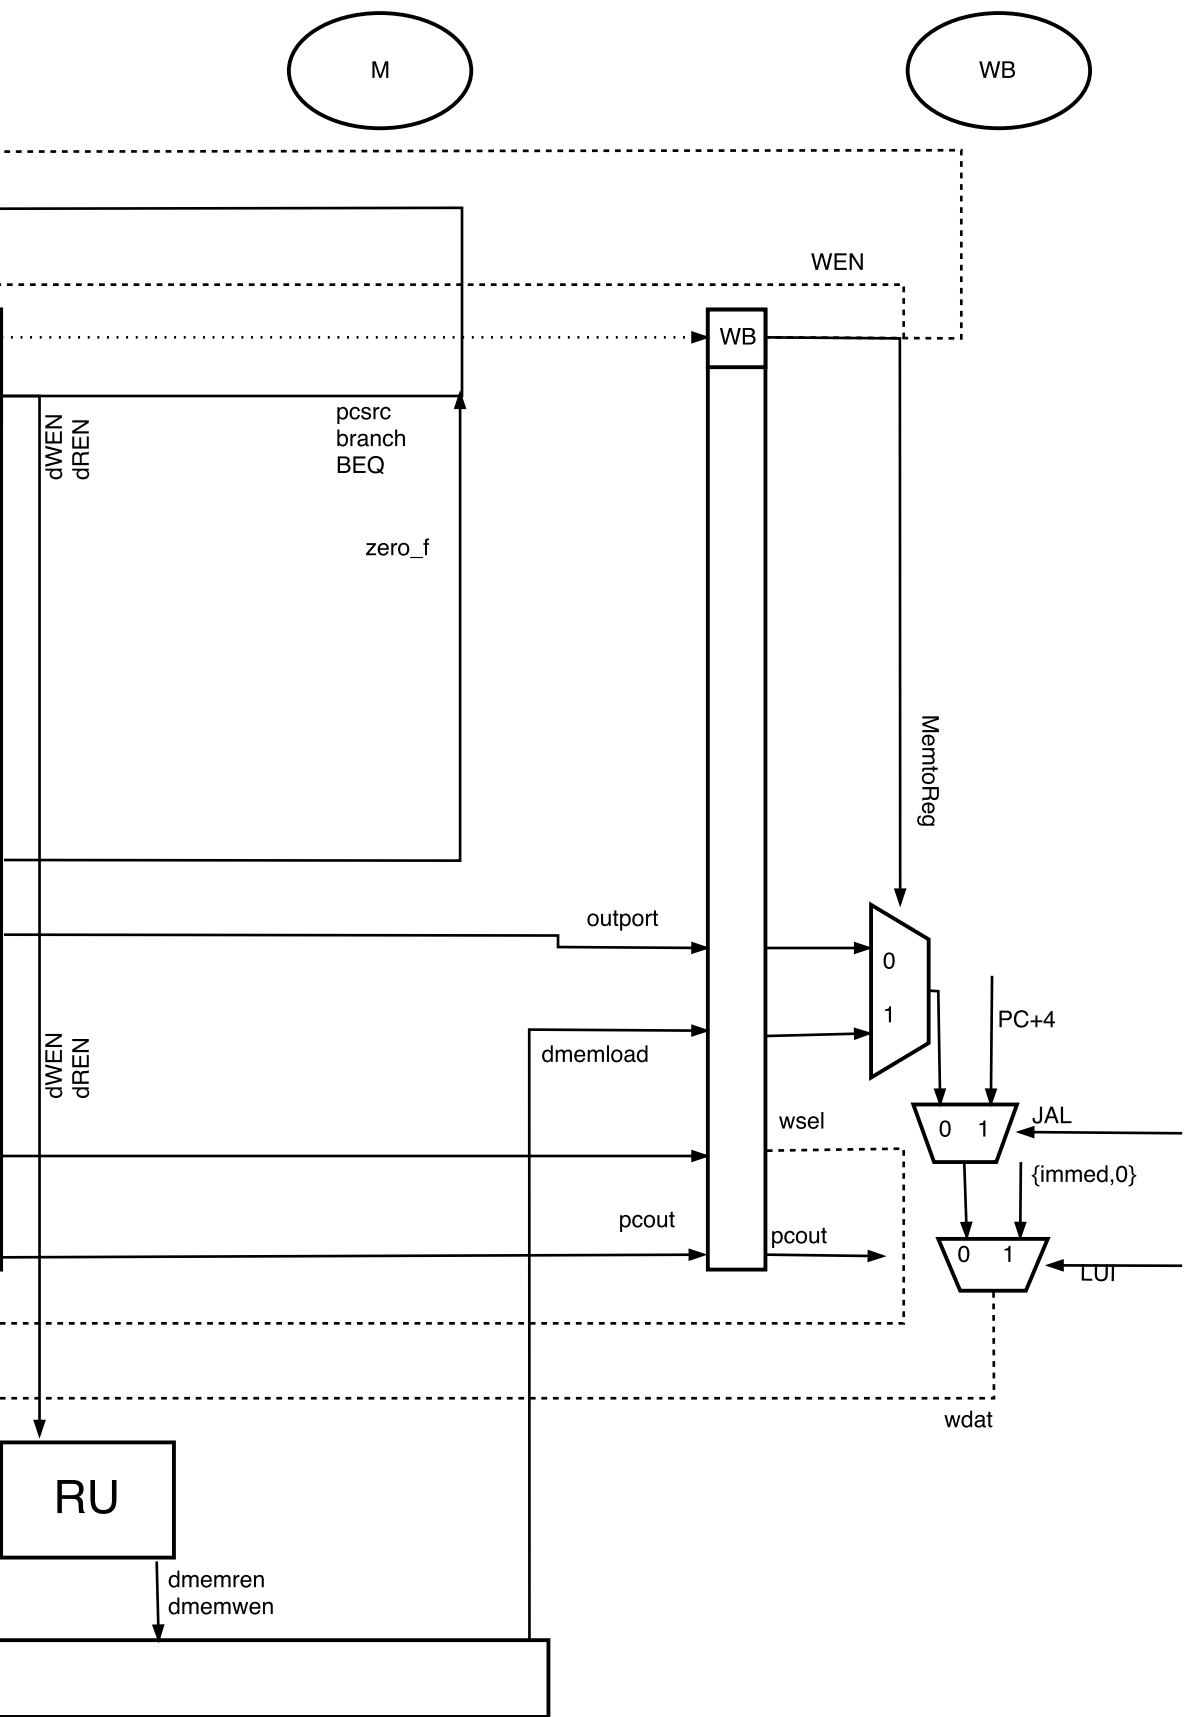 M
WB
WEN
WB
dWEN
dREN
pcsrc
branch
BEQ
zero_f
MemtoReg
outport
0
1
PC+4
dWEN
dREN
dmemload
wsel
JAL
0 1
{immed,0}
pcout
pcout
0 1
LUI
wdat
RU
dmemren
dmemwen